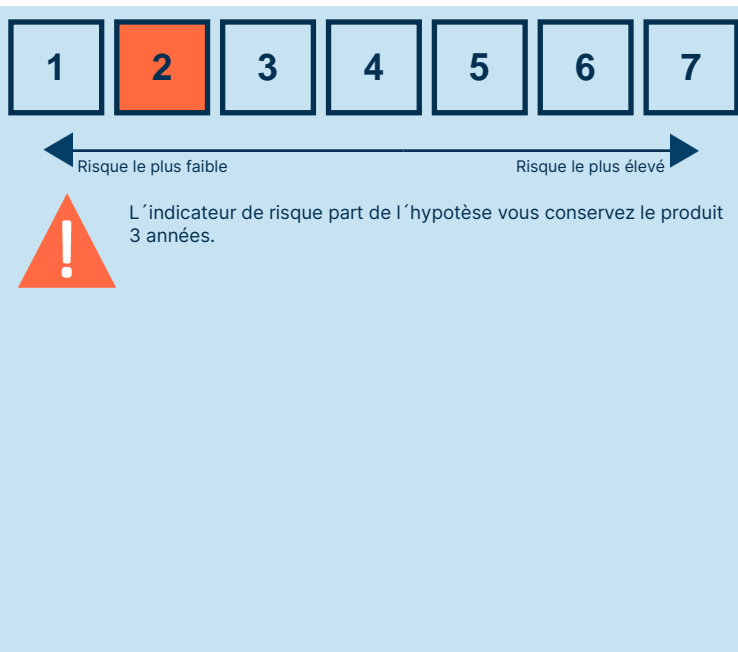 1 2 3 4 5 6 7
Risque le plus faible Risque le plus élevé
!
L´indicateur de risque part de l´hypotèse vous conservez le produit
3 années.